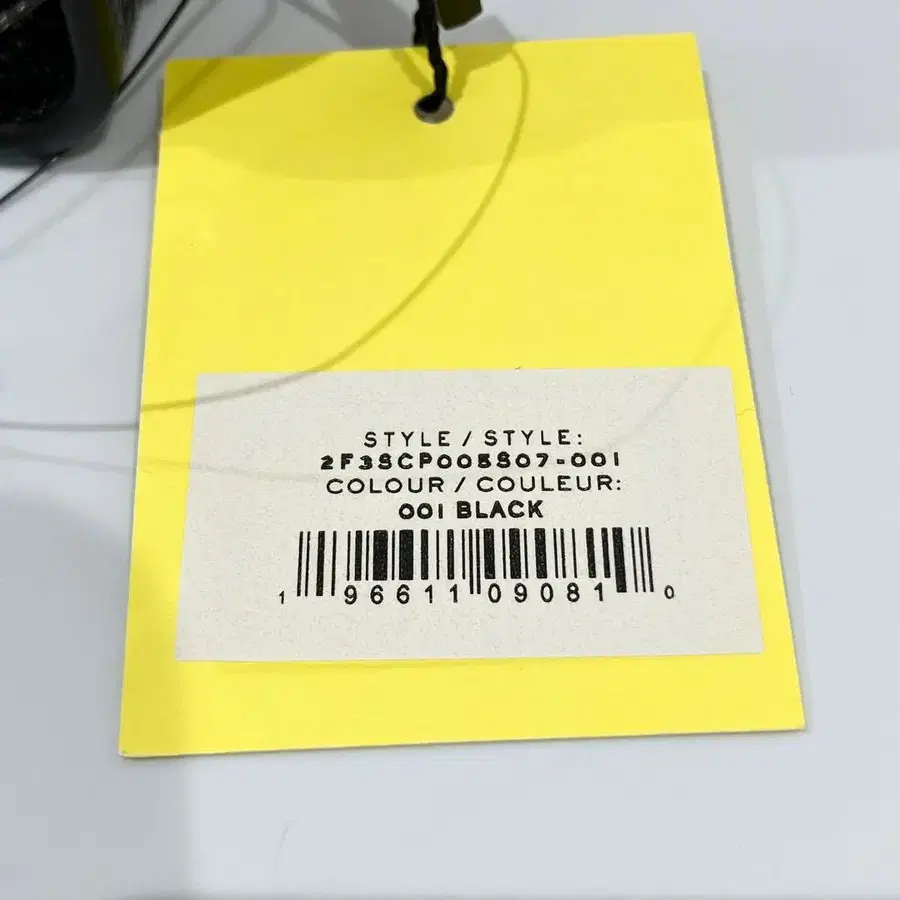 STYLE / STYLE:
2F3SCP005S07-001
COLOUR / COULEUR:
001 BLACK
1 96611 09081 0